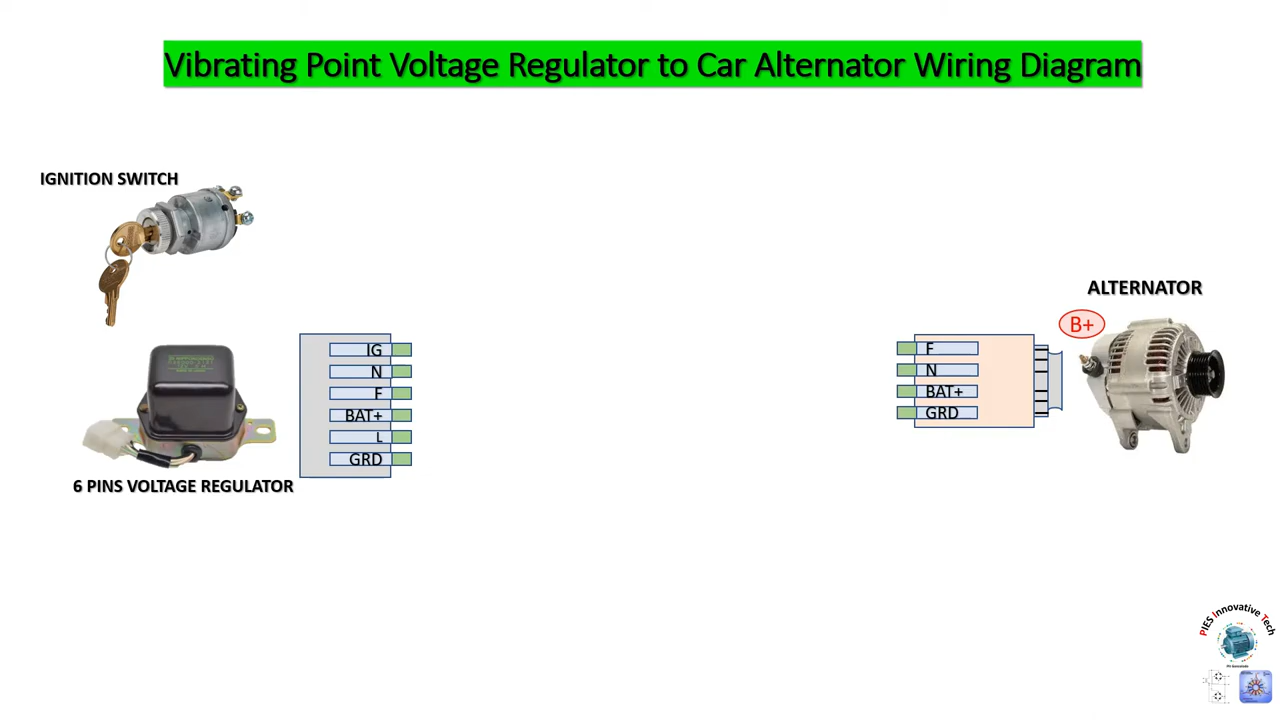 Vibrating Point Voltage Regulator to Car Alternator Wiring Diagram
IGNITION SWITCH
ALTERNATOR
B+
IG
N
F
BAT+
L
GRD
F
N
BAT+
GRD
6 PINS VOLTAGE REGULATOR
PIES Innovative Tech